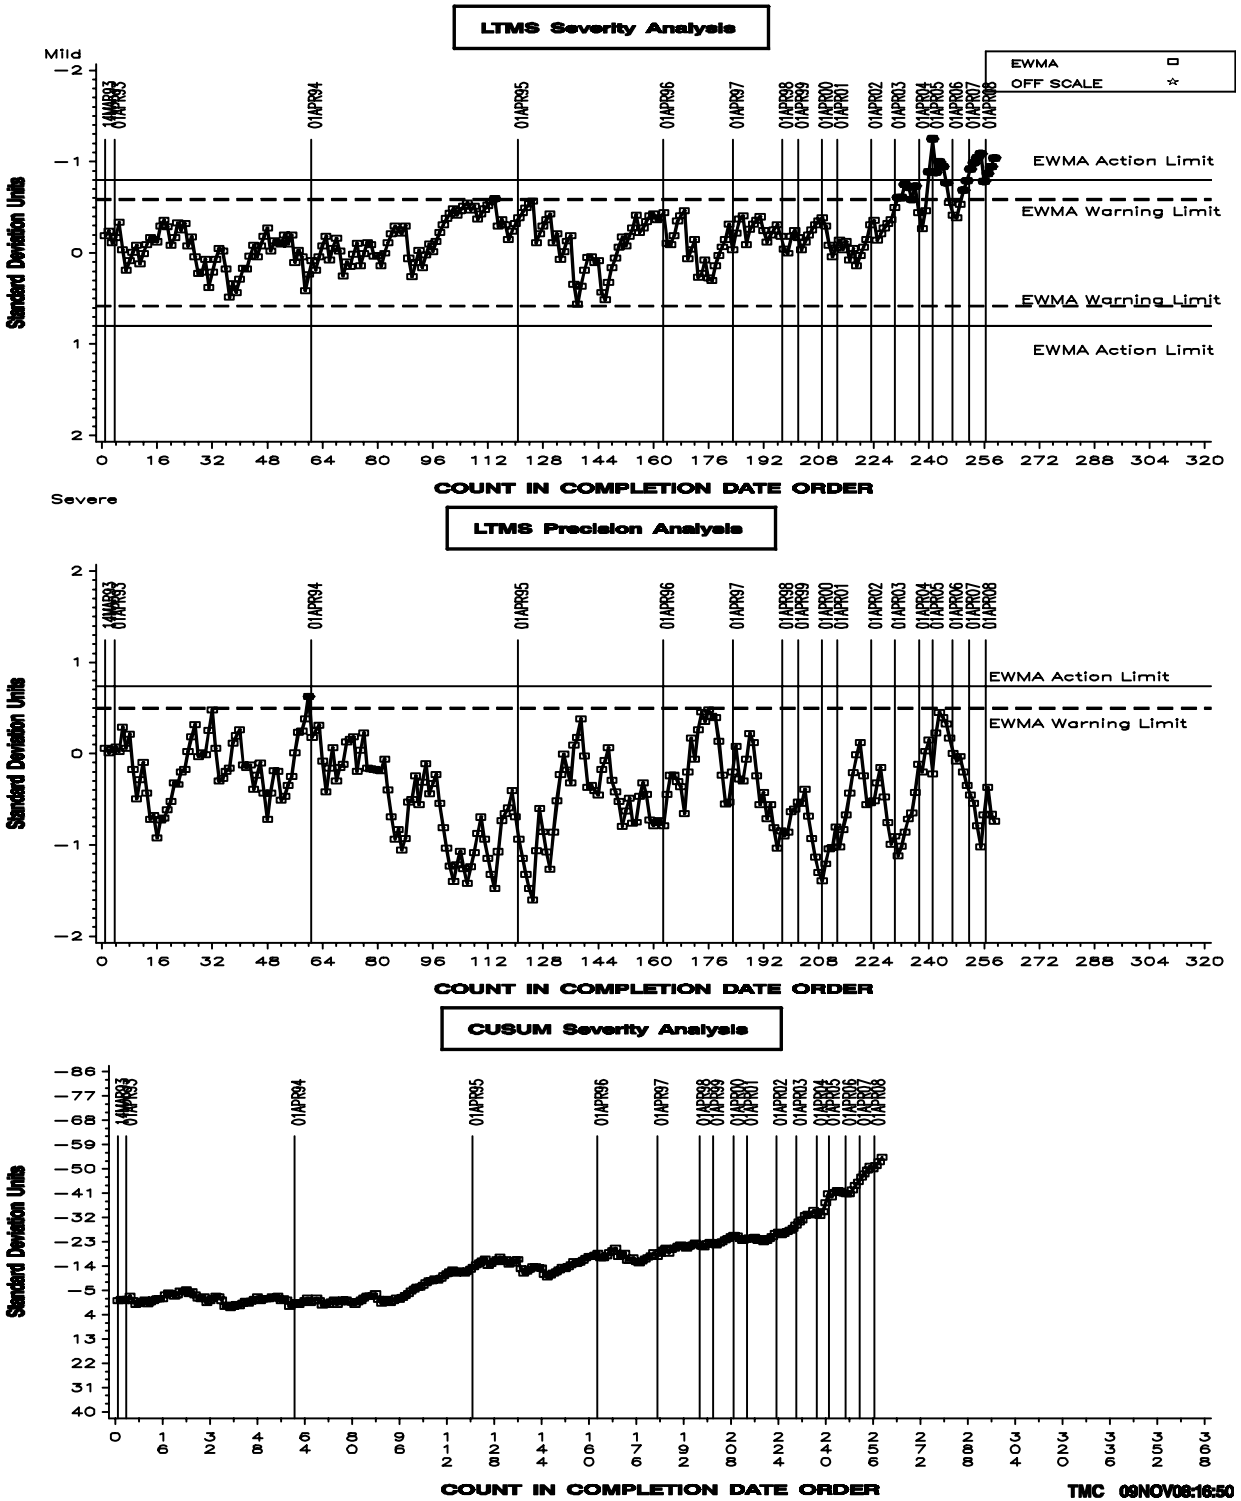 LTMS Severity Analysis
Mild
EWMA
OFF SCALE
14MAR93 01APR93 01APR94 01APR95 01APR96 01APR97 01APR98 01APR99 01APR00 01APR01 01APR02 01APR03 01APR04 01APR05 01APR06 01APR07 01APR08
Standard Deviation Units
-2
-1
0
1
2
EWMA Action Limit
EWMA Warning Limit
EWMA Warning Limit
EWMA Action Limit
0 16 32 48 64 80 96 112 128 144 160 176 192 208 224 240 256 272 288 304 320
COUNT IN COMPLETION DATE ORDER
Severe
LTMS Precision Analysis
14MAR93 01APR93 01APR94 01APR95 01APR96 01APR97 01APR98 01APR99 01APR00 01APR01 01APR02 01APR03 01APR04 01APR05 01APR06 01APR07 01APR08
Standard Deviation Units
2
1
0
-1
-2
EWMA Action Limit
EWMA Warning Limit
0 16 32 48 64 80 96 112 128 144 160 176 192 208 224 240 256 272 288 304 320
COUNT IN COMPLETION DATE ORDER
CUSUM Severity Analysis
14MAR93 01APR93 01APR94 01APR95 01APR96 01APR97 01APR98 01APR99 01APR00 01APR01 01APR02 01APR03 01APR04 01APR05 01APR06 01APR07 01APR08
Standard Deviation Units
-86
-77
-68
-59
-50
-41
-32
-23
-14
-5
4
13
22
31
40
0 16 32 48 64 80 96 112 128 144 160 176 192 208 224 240 256 272 288 304 320 336 352 368
COUNT IN COMPLETION DATE ORDER
TMC 09NOV08:16:50